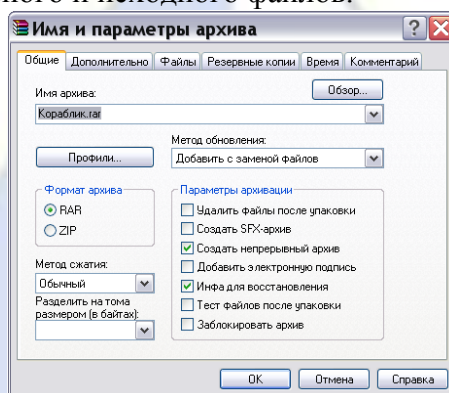 ного и исходного файлов.
Имя и параметры архива
Общие Дополнительно Файлы Резервные копии Время Комментарий
Имя архива:
Обзор...
Кораблик.rar
Метод обновления:
Профили...
Добавить с заменой файлов
Формат архива
RAR
ZIP
Параметры архивации
Удалить файлы после упаковки
Создать SFX-архив
Создать непрерывный архив
Добавить электронную подпись
Инфа для восстановления
Тест файлов после упаковки
Заблокировать архив
Метод сжатия:
Обычный
Разделить на тома
размером (в байтах):
OK Отмена Справка